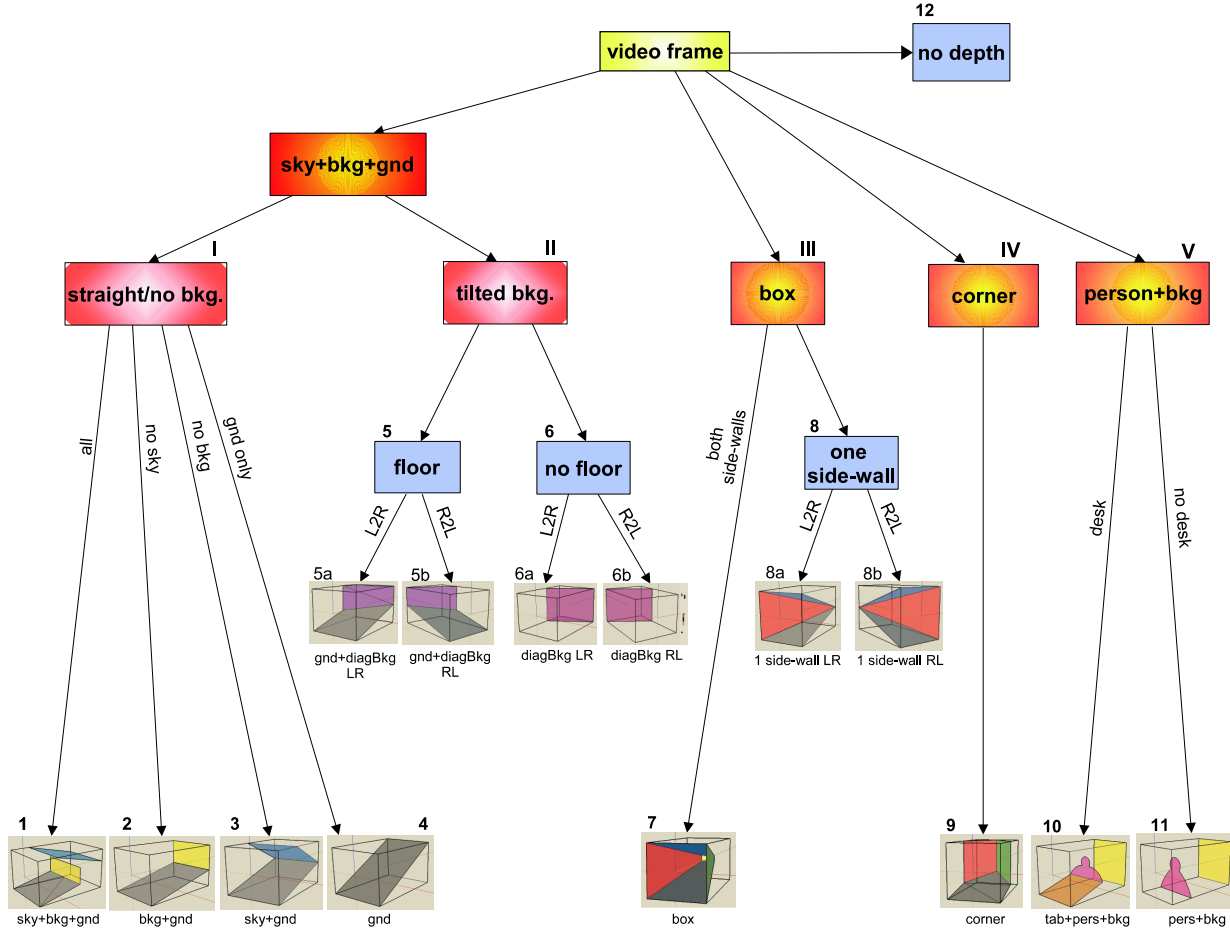 12
video frame
no depth
sky+bkg+gnd
I
II
III
IV
V
straight/no bkg.
tilted bkg.
box
corner
person+bkg
all
no sky
no bkg
gnd only
5
floor
6
no floor
both
side-walls
8
one
side-wall
desk
no desk
L2R
R2L
L2R
R2L
L2R
R2L
5a
5b
6a
6b
8a
8b
gnd+diagBkg
LR
gnd+diagBkg
RL
diagBkg LR
diagBkg RL
1 side-wall LR
1 side-wall RL
1
2
3
4
7
9
10
11
sky+bkg+gnd
bkg+gnd
sky+gnd
gnd
box
corner
tab+pers+bkg
pers+bkg